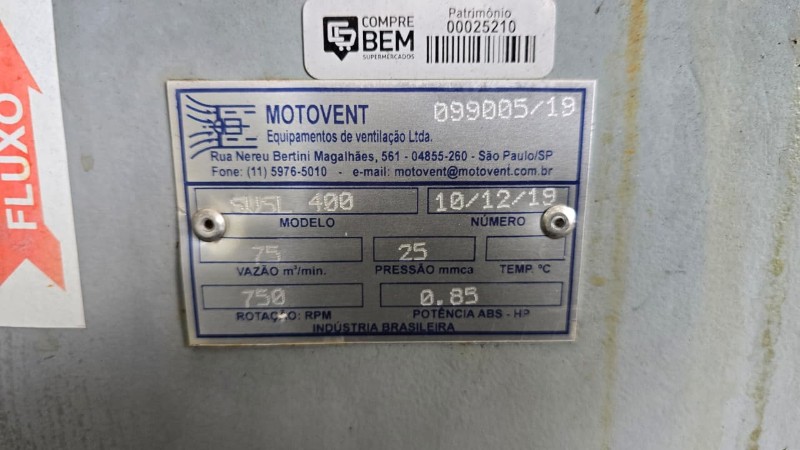 COMPRE
BEM
SUPERMERCADOS
Patrimônio
00025210
FLUXO
MOTOVENT 099005/19
Equipamentos de ventilação Ltda.
Rua Nereu Bertini Magalhães, 561 - 04855-260 - São Paulo/SP
Fone: (11) 5976-5010 - e-mail: motovent@motovent.com.br
400 10/12/19
MODELO NÚMERO
75 25
VAZÃO m³/min. PRESSÃO mmca TEMP. ºC
750 0.85
ROTAÇÃO: RPM POTÊNCIA ABS - HP
INDÚSTRIA BRASILEIRA